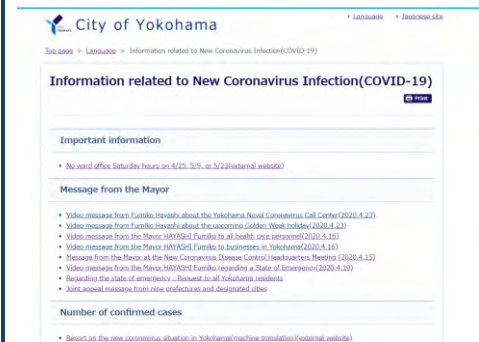 City of Yokohama
Language
Japanese site
Top page > Language > Information related to New Coronavirus Infection(COVID-19)
Information related to New Coronavirus Infection(COVID-19)
Print
Important information
No ward office Saturday hours on 4/25, 5/9, or 5/23(external website)
Message from the Mayor
Video message from Fumiko Hayashi about the Yokohama Novel Coronavirus Call Center(2020.4.23)
Video message from Fumiko Hayashi about the upcoming Golden Week holiday(2020.4.23)
Video message from the Mayor HAYASHI Fumiko to all health care personnel(2020.4.16)
Video message from the Mayor HAYASHI Fumiko to businesses in Yokohama(2020.4.16)
Message from the Mayor at the New Coronavirus Disease Control Headquarters Meeting (2020.4.15)
Video message from the Mayor HAYASHI Fumiko regarding a State of Emergency(2020.4.10)
Regarding the state of emergency - Request to all Yokohama residents
Joint appeal message from nine prefectures and designated cities
Number of confirmed cases
Report on the new coronavirus situation in Yokohama(machine translation)(external website)